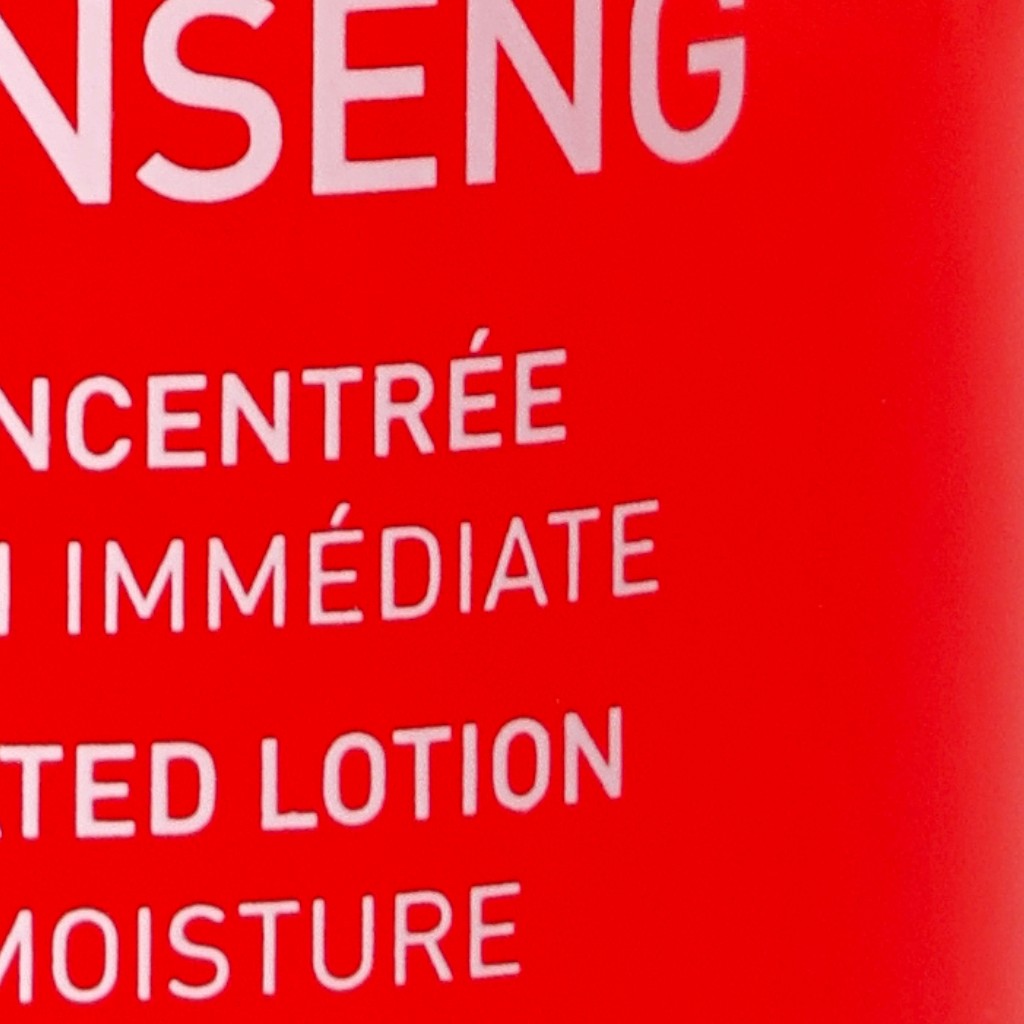 NSENG
NCENTRÉE
IMMÉDIATE
TED LOTION
MOISTURE